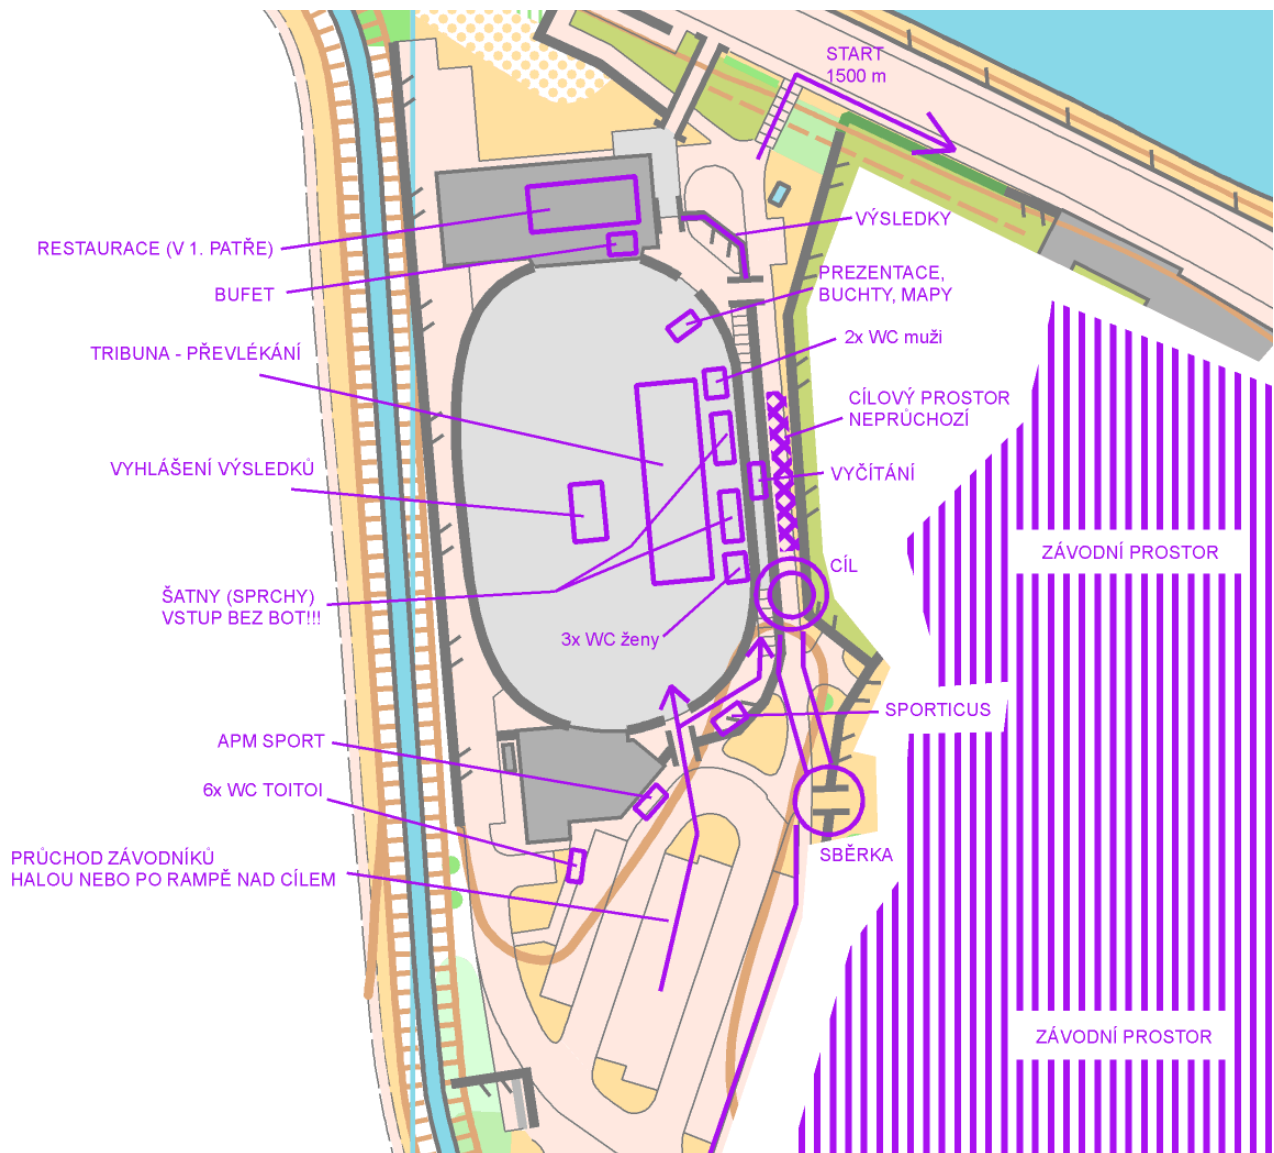 START
1500 m
VÝSLEDKY
RESTAURACE (V 1. PATŘE)
PREZENTACE,
BUCHTY, MAPY
BUFET
2x WC muži
TRIBUNA - PŘEVLÉKÁNÍ
CÍLOVÝ PROSTOR
NEPRŮCHOZÍ
VYHLÁŠENÍ VÝSLEDKŮ
VYČÍTÁNÍ
ZÁVODNÍ PROSTOR
CÍL
ŠATNY (SPRCHY)
VSTUP BEZ BOT!!!
3x WC ženy
SPORTICUS
APM SPORT
6x WC TOITOI
SBĚRKA
PRŮCHOD ZÁVODNÍKŮ
HALOU NEBO PO RAMPĚ NAD CÍLEM
ZÁVODNÍ PROSTOR